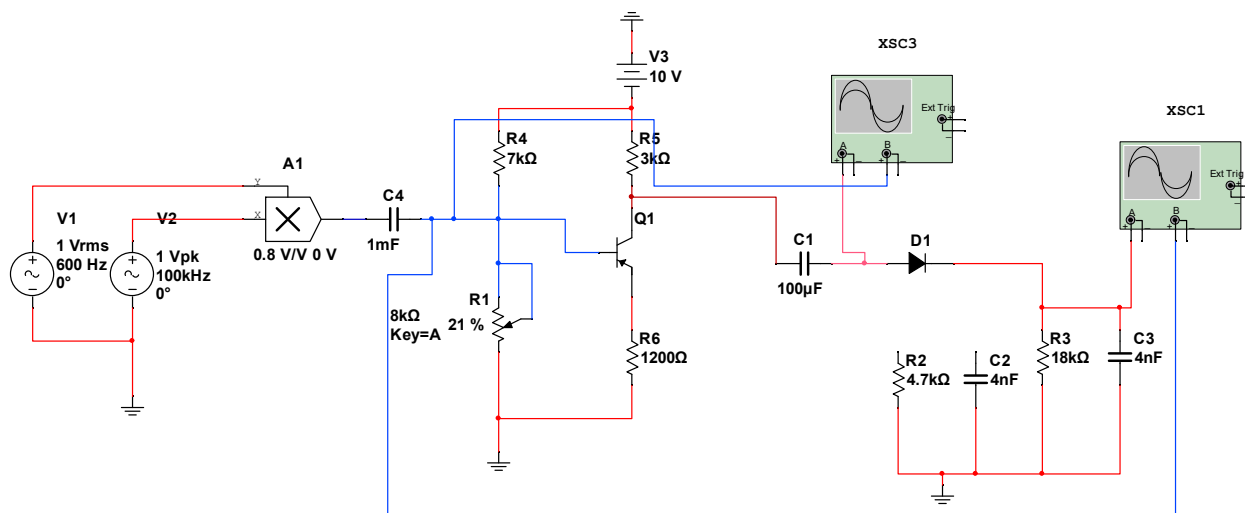 XSC3
XSC1
V3
10 V
Ext Trig
+
_
A
B
+
_
+
_
Ext Trig
+
_
A
B
+
_
+
_
R4
7kΩ
R5
3kΩ
A1
Y
X
0.8 V/V 0 V
C4
1mF
Q1
V1
1 Vrms
600 Hz
0°
V2
1 Vpk
100kHz
0°
C1
100µF
D1
R1
21 %
8kΩ
Key=A
R6
1200Ω
R2
4.7kΩ
C2
4nF
R3
18kΩ
C3
4nF